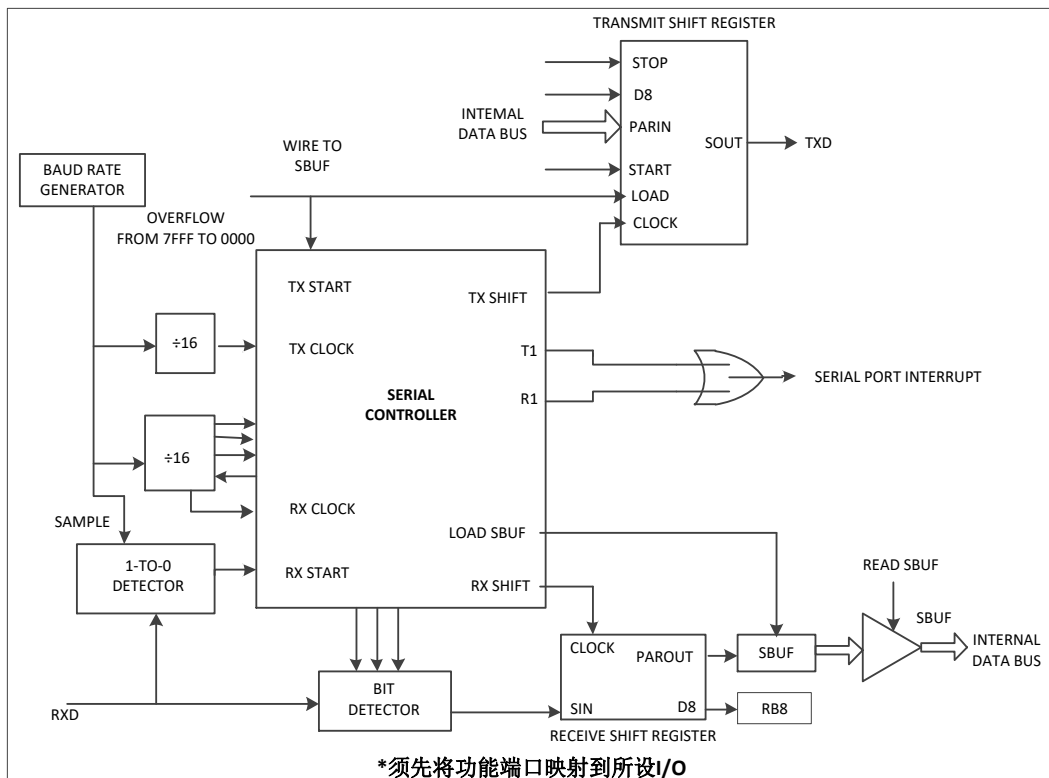 TRANSMIT SHIFT REGISTER
STOP
D8
INTEMAL
DATA BUS
PARIN
SOUT
TXD
WIRE TO
SBUF
START
BAUD RATE
GENERATOR
LOAD
OVERFLOW
FROM 7FFF TO 0000
CLOCK
TX START
TX SHIFT
÷16
TX CLOCK
T1
SERIAL PORT INTERRUPT
SERIAL
CONTROLLER
R1
÷16
RX CLOCK
SAMPLE
LOAD SBUF
1-TO-0
DETECTOR
RX START
RX SHIFT
READ SBUF
SBUF
CLOCK
PAROUT
SBUF
INTERNAL
DATA BUS
BIT
DETECTOR
RXD
SIN
D8
RB8
RECEIVE SHIFT REGISTER
*须先将功能端口映射到所设I/O